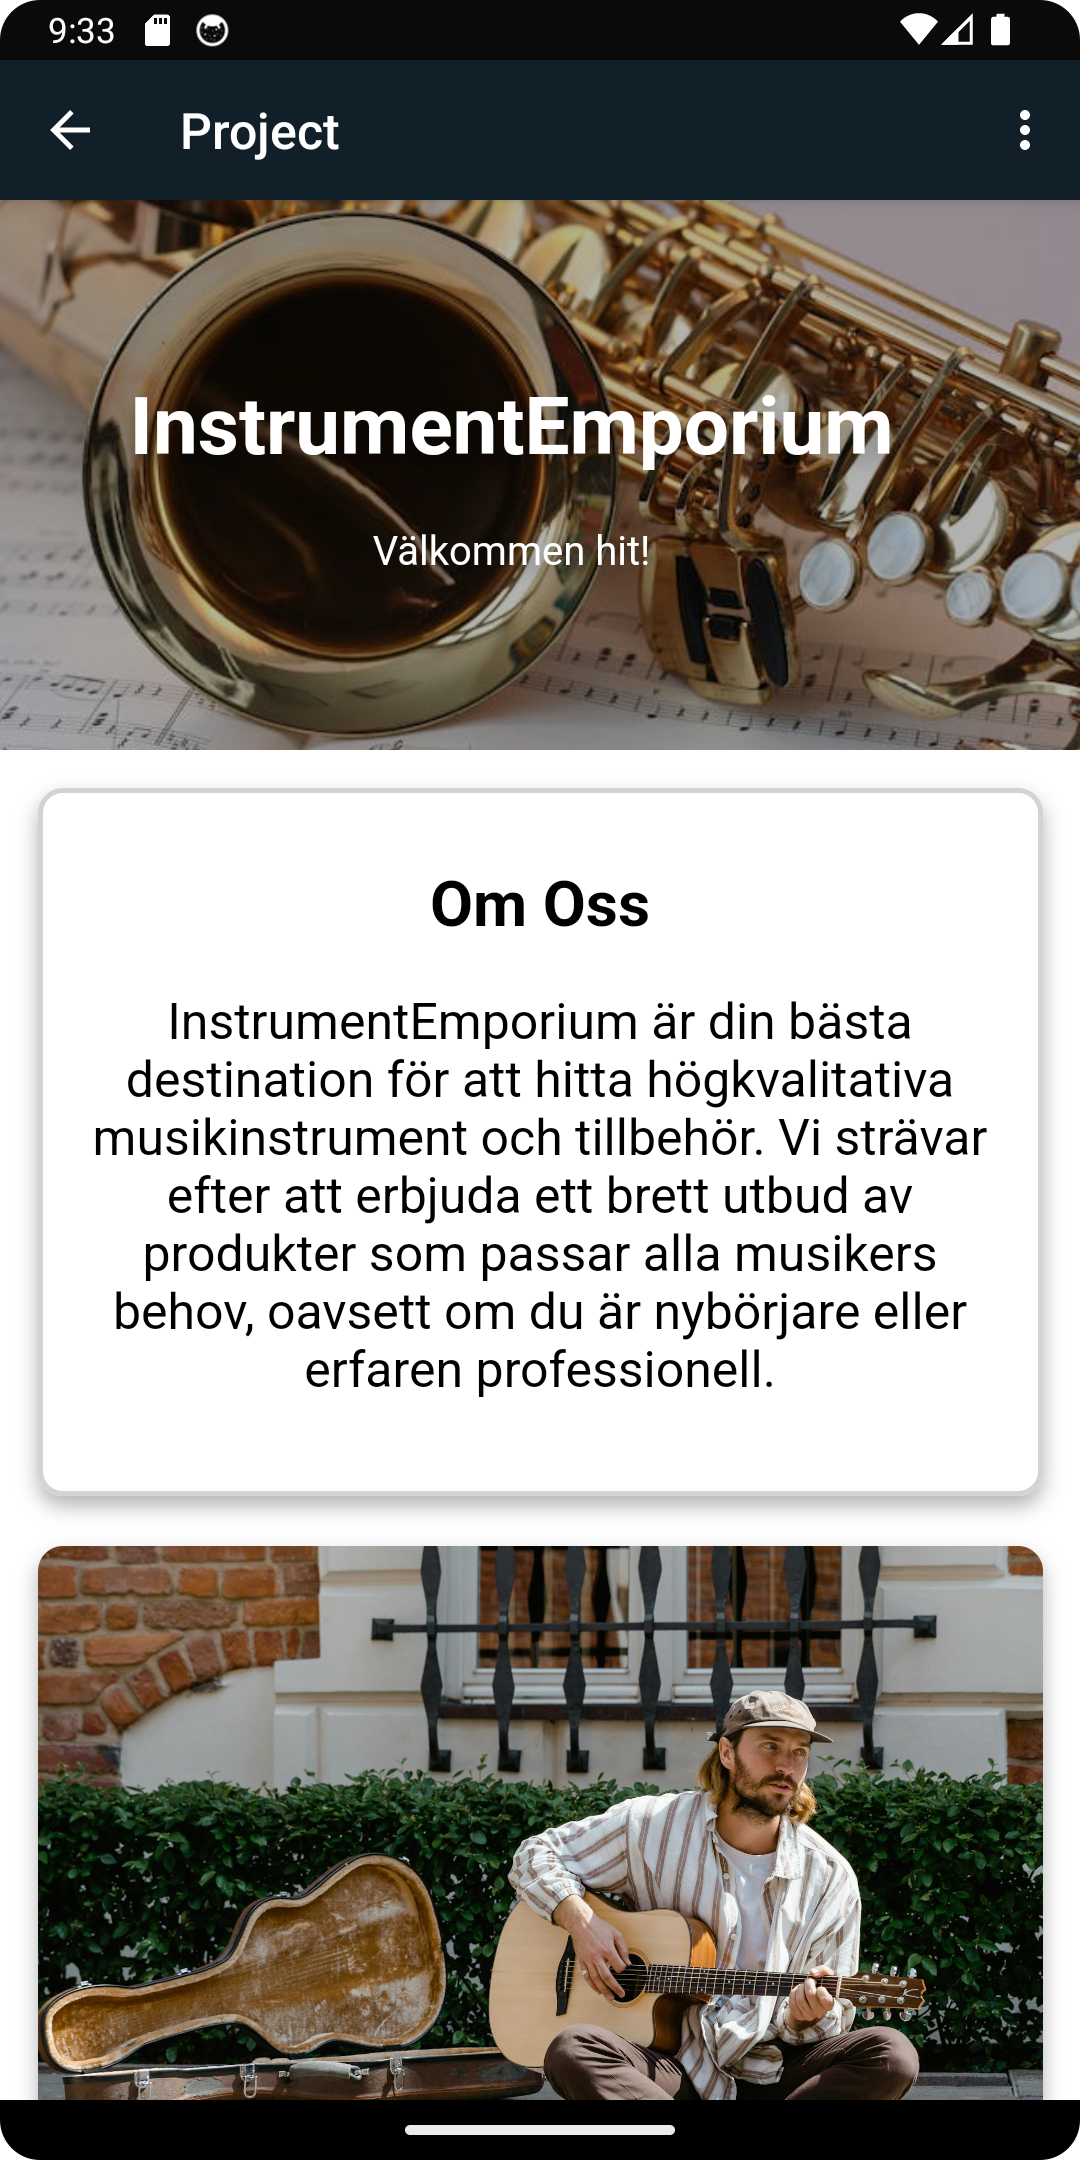 9:33
Project
InstrumentEmporium
Välkommen hit!
Om Oss
InstrumentEmporium är din bästa
destination för att hitta högkvalitativa
musikinstrument och tillbehör. Vi strävar
efter att erbjuda ett brett utbud av
produkter som passar alla musikers
behov, oavsett om du är nybörjare eller
erfaren professionell.